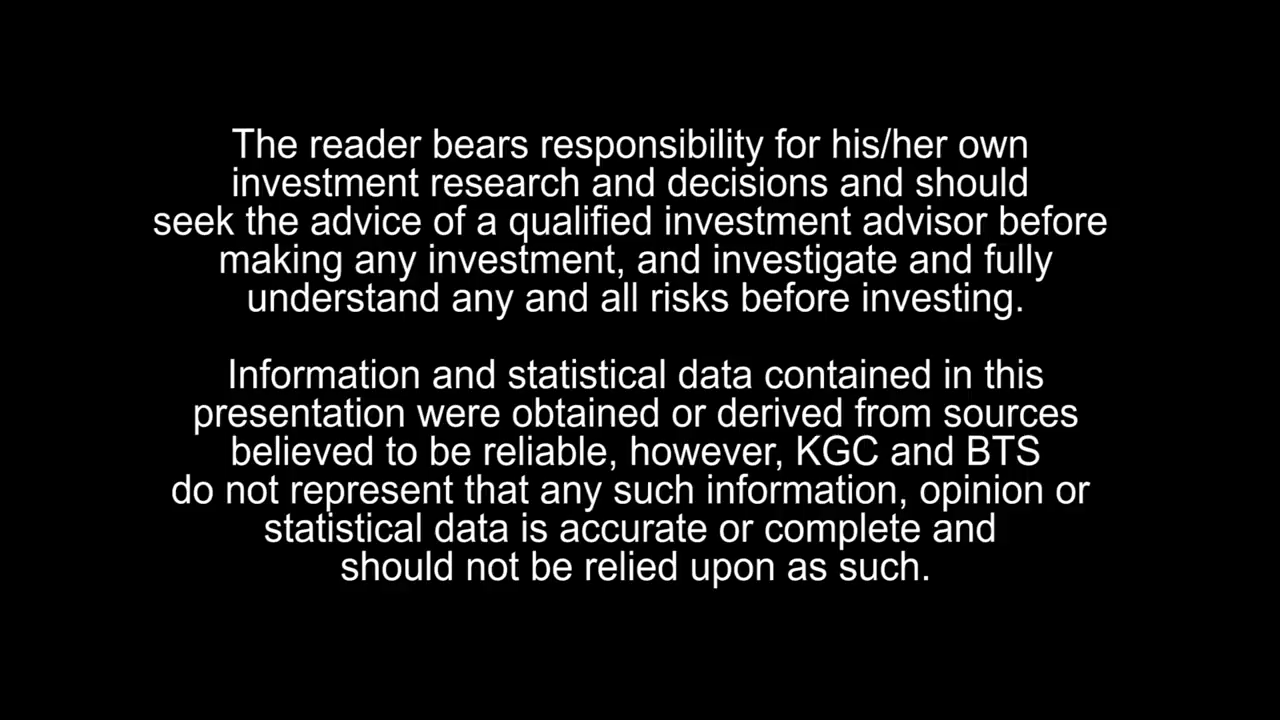 The reader bears responsibility for his/her own
investment research and decisions and should
seek the advice of a qualified investment advisor before
making any investment, and investigate and fully
understand any and all risks before investing.
Information and statistical data contained in this
presentation were obtained or derived from sources
believed to be reliable, however, KGC and BTS
do not represent that any such information, opinion or
statistical data is accurate or complete and
should not be relied upon as such.